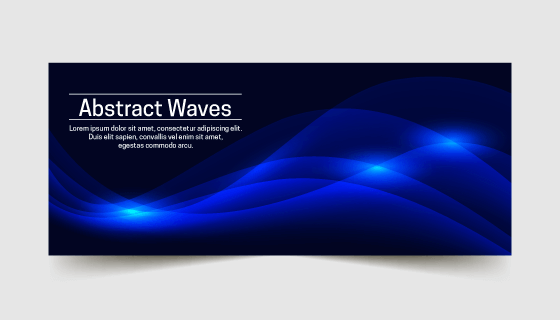 Abstract Waves
Lorem ipsum dolor sit amet, consectetur adipiscing elit.
Duis elit sapien, convallis vel enim sit amet,
egestas commodo arcu.